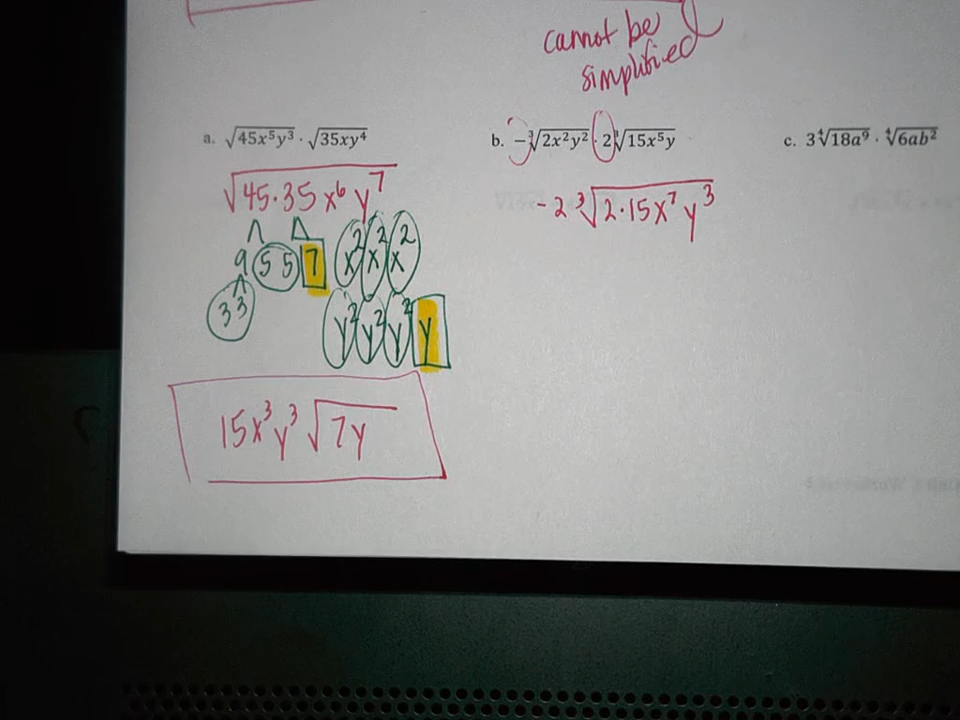 cannot be
simplified
a. √45x⁵y³ · √35xy⁴
b. −∛2x²y² · 2∛15x⁵y
c. 3∜18a⁹ · ∜6ab²
√45·35x⁶y⁷
-2∛2·15x⁷y³
9 5 5 7 x² x² x²
3 3
y² y² y² y
15x³y³√7y